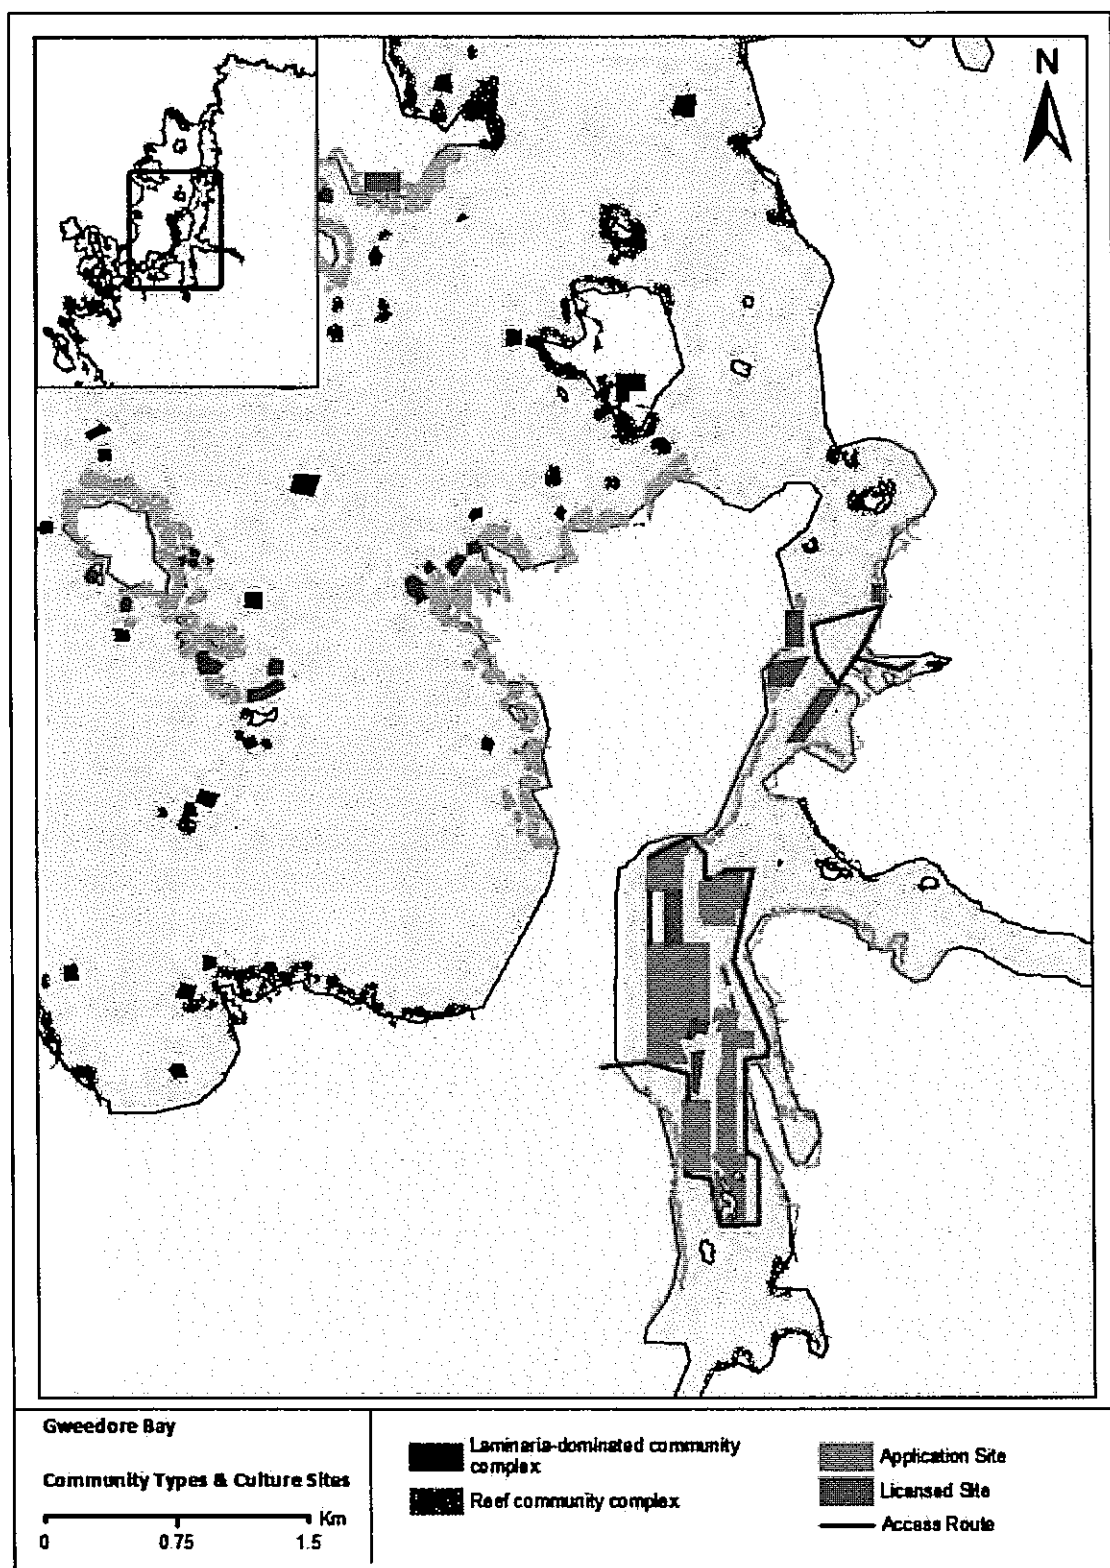 N
Gweedore Bay
Community Types & Culture Sites
Km
0 0.75 1.5
Laminaria-dominated community
complex
Reef community complex
Application Site
Licensed Site
Access Route